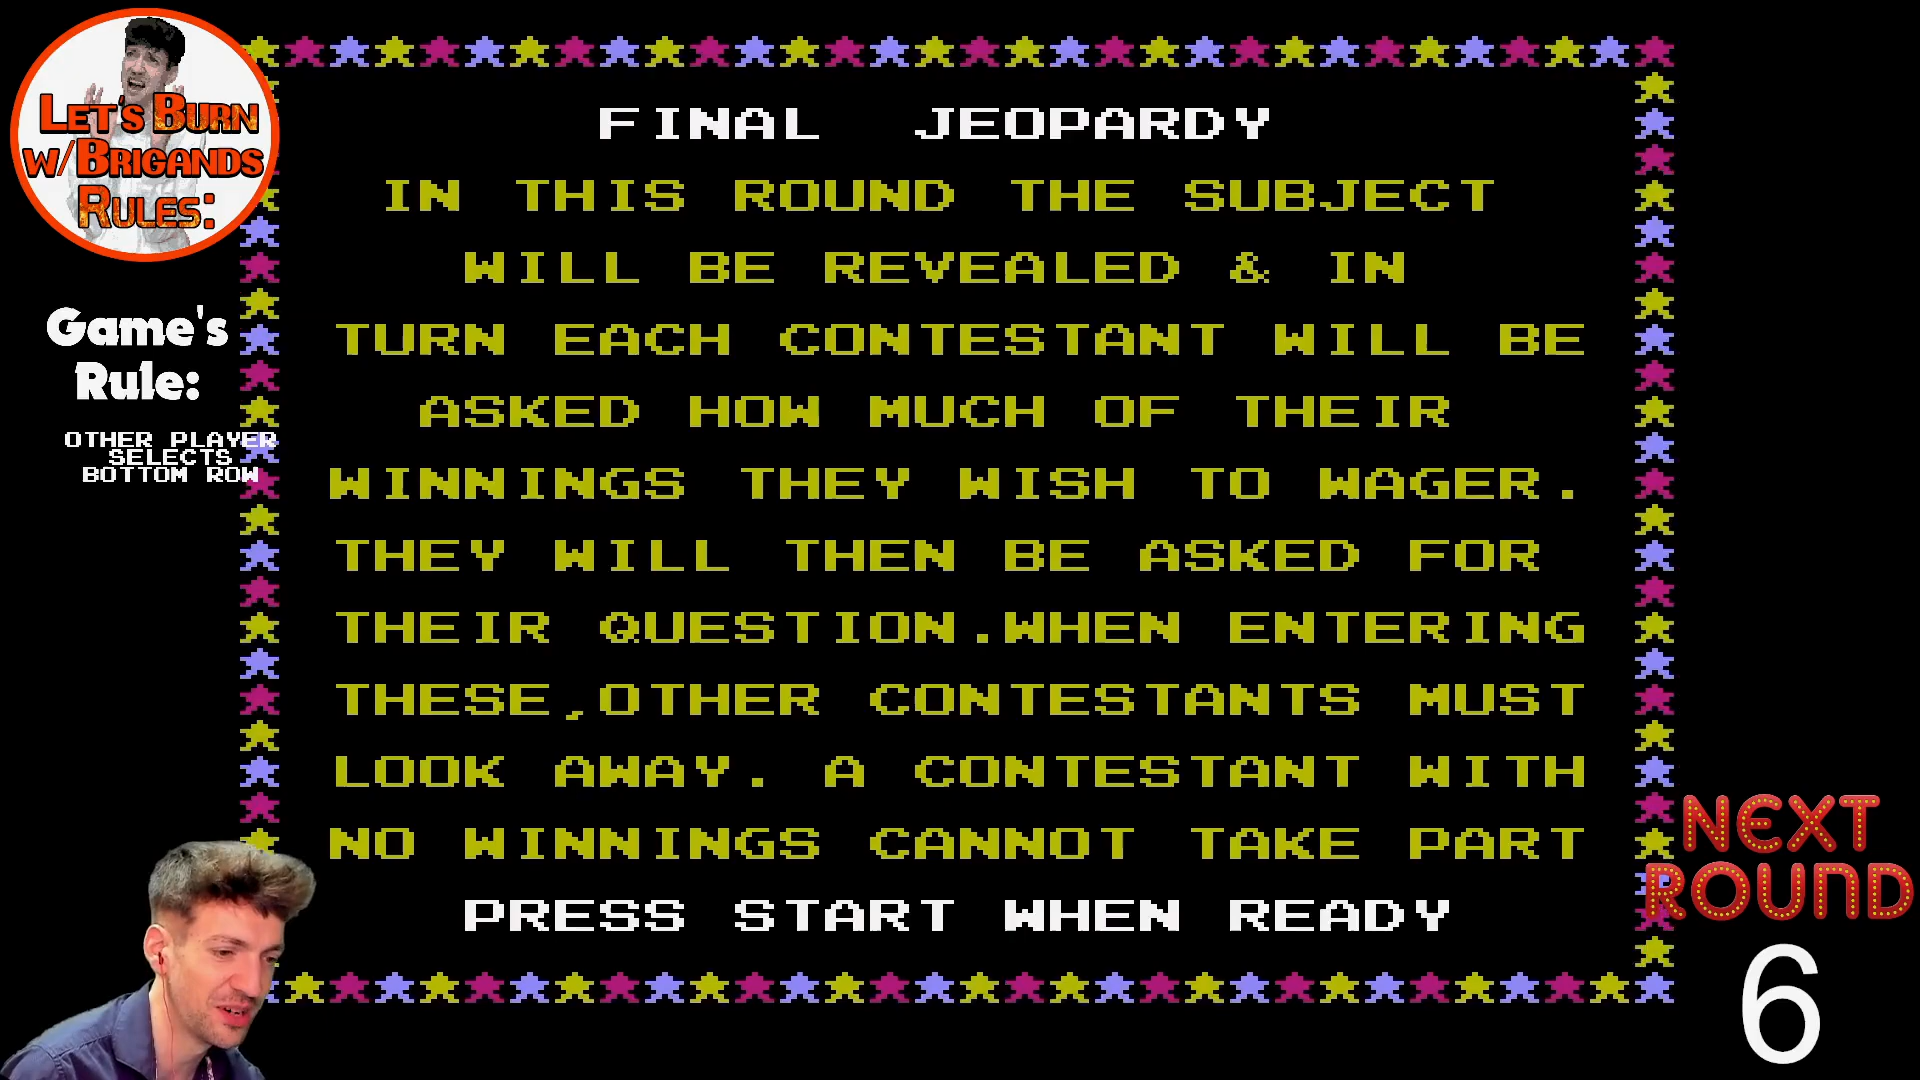 LET'S BURN
W/BRIGANDS
RULES:
Game's
Rule:
OTHER PLAYER
SELECTS
BOTTOM ROW
FINAL JEOPARDY
IN THIS ROUND THE SUBJECT
WILL BE REVEALED & IN
TURN EACH CONTESTANT WILL BE
ASKED HOW MUCH OF THEIR
WINNINGS THEY WISH TO WAGER.
THEY WILL THEN BE ASKED FOR
THEIR QUESTION.WHEN ENTERING
THESE,OTHER CONTESTANTS MUST
LOOK AWAY. A CONTESTANT WITH
NO WINNINGS CANNOT TAKE PART
PRESS START WHEN READY
NEXT
ROUND
6